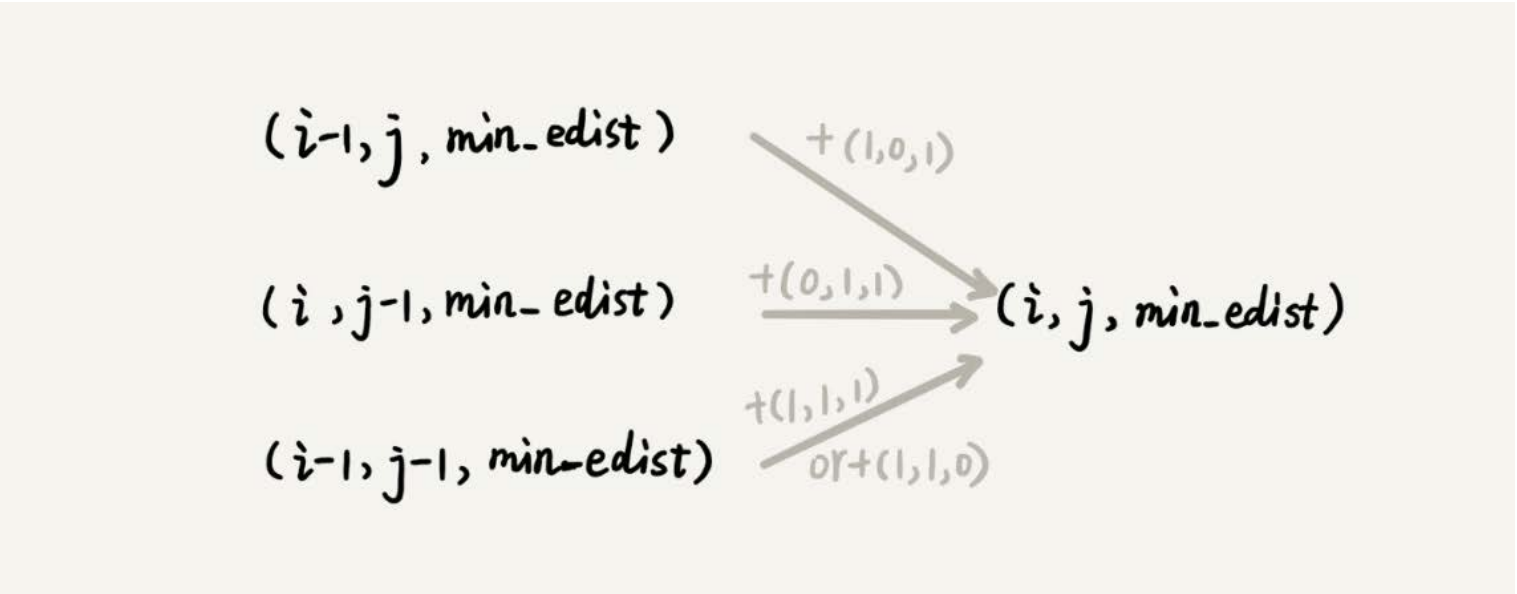 (i-1, j, min_edist)
+(1,0,1)
(i, j-1, min_edist)
+(0,1,1)
(i, j, min_edist)
+(1,1,1)
(i-1, j-1, min_edist)
or+(1,1,0)